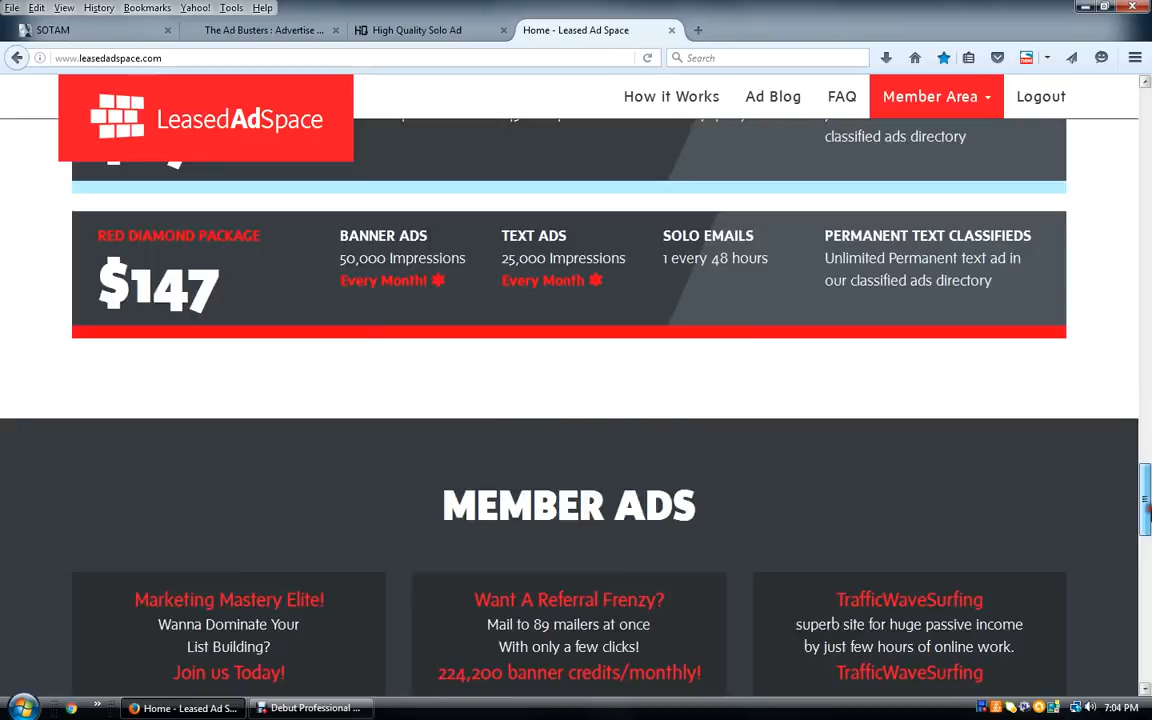 File Edit View History Bookmarks Yahoo! Tools Help
SOTAM
The Ad Busters : Advertise ...
HQ High Quality Solo Ad
Home - Leased Ad Space
www.leasedadspace.com
Search
LeasedAdSpace
How it Works Ad Blog FAQ Member Area Logout
classified ads directory
RED DIAMOND PACKAGE
$147
BANNER ADS
50,000 Impressions
Every Month! *
TEXT ADS
25,000 Impressions
Every Month *
SOLO EMAILS
1 every 48 hours
PERMANENT TEXT CLASSIFIEDS
Unlimited Permanent text ad in
our classified ads directory
MEMBER ADS
Marketing Mastery Elite!
Wanna Dominate Your
List Building?
Join us Today!
Want A Referral Frenzy?
Mail to 89 mailers at once
With only a few clicks!
224,200 banner credits/monthly!
TrafficWaveSurfing
superb site for huge passive income
by just few hours of online work.
TrafficWaveSurfing
Home - Leased Ad S...
Debut Professional ...
7:04 PM